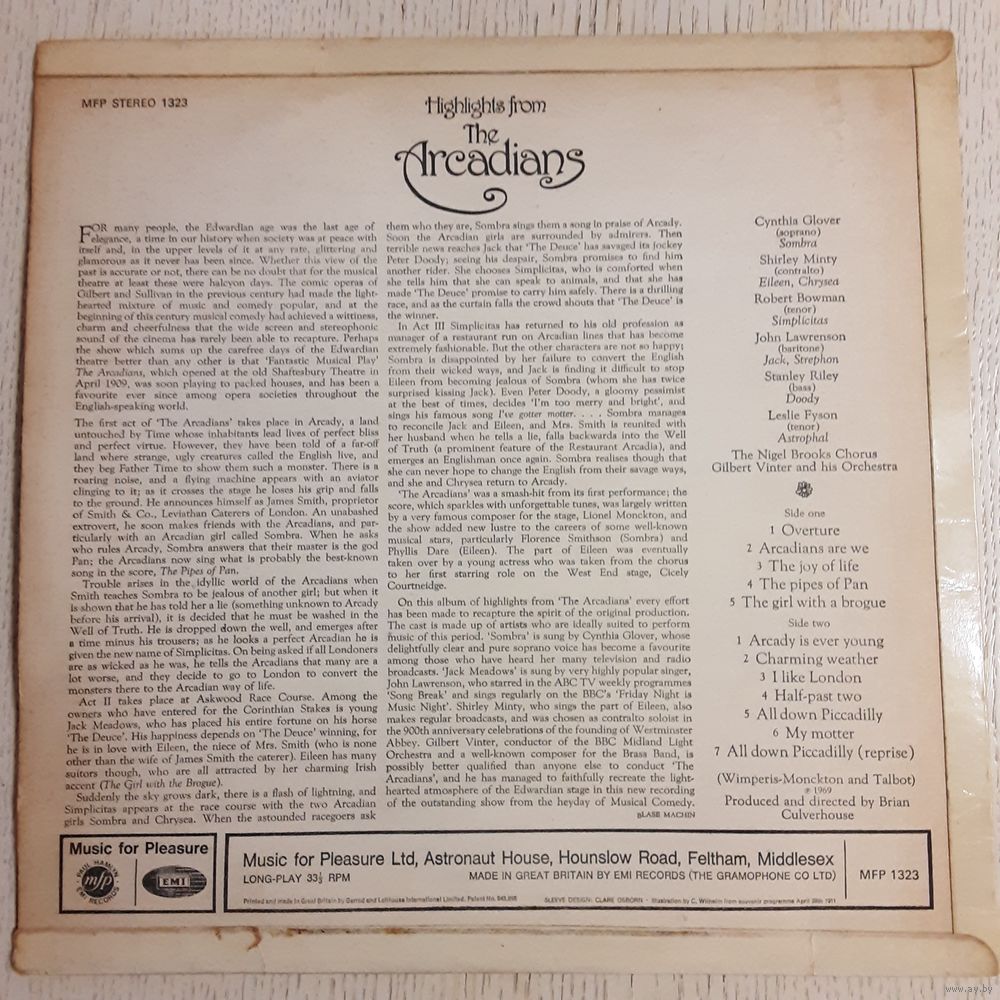 MFP STEREO 1323
Highlights from
The
Arcadians
FOR many people, the Edwardian age was the last age of
elegance, a time in our history when society was at peace with
itself and, in the upper levels of it at any rate, glittering and
glamorous as it never has been since. Whether this view of the
past is accurate or not, there can be no doubt that for the musical
theatre at least these were halcyon days. The comic operas of
Gilbert and Sullivan in the previous century had made the light-
hearted mixture of music and comedy popular, and at the
beginning of this century musical comedy had achieved a wittiness,
charm and cheerfulness that the wide screen and stereophonic
sound of the cinema has rarely been able to recapture. Perhaps
the show which sums up the carefree days of the Edwardian
theatre better than any other is that 'Fantastic Musical Play'
The Arcadians, which opened at the old Shaftesbury Theatre in
April 1909, was soon playing to packed houses, and has been a
favourite ever since among opera societies throughout the
English-speaking world.
The first act of 'The Arcadians' takes place in Arcady, a land
untouched by Time whose inhabitants lead lives of perfect bliss
and perfect virtue. However, they have been told of a far-off
land where strange, ugly creatures called the English live, and
they beg Father Time to show them such a monster. There is a
roaring noise, and a flying machine appears with an aviator
clinging to it; as it crosses the stage he loses his grip and falls
to the ground. He announces himself as James Smith, proprietor
of Smith & Co., Leviathan Caterers of London. An unabashed
extrovert, he soon makes friends with the Arcadians, and par-
ticularly with an Arcadian girl called Sombra. When he asks
who rules Arcady, Sombra answers that their master is the god
Pan; the Arcadians now sing what is probably the best-known
song in the score, The Pipes of Pan.
Trouble arises in the idyllic world of the Arcadians when
Smith teaches Sombra to be jealous of another girl; but when it
is shown that he has told her a lie (something unknown to Arcady
before his arrival), it is decided that he must be washed in the
Well of Truth. He is dropped down the well, and emerges after
a time minus his trousers; as he looks a perfect Arcadian he is
given the new name of Simplicitas. On being asked if all Londoners
are as wicked as he was, he tells the Arcadians that many are a
lot worse, and they decide to go to London to convert the
monsters there to the Arcadian way of life.
Act II takes place at Askwood Race Course. Among the
owners who have entered for the Corinthian Stakes is young
Jack Meadows, who has placed his entire fortune on his horse
'The Deuce'. His happiness depends on 'The Deuce' winning, for
he is in love with Eileen, the niece of Mrs. Smith (who is none
other than the wife of James Smith the caterer). Eileen has many
suitors though, who are all attracted by her charming Irish
accent (The Girl with the Brogue).
Suddenly the sky grows dark, there is a flash of lightning, and
Simplicitas appears at the race course with the two Arcadian
girls Sombra and Chrysea. When the astounded racegoers ask
them who they are, Sombra sings them a song in praise of Arcady.
Soon the Arcadian girls are surrounded by admirers. Then
terrible news reaches Jack that 'The Deuce' has savaged its jockey
Peter Doody; seeing his despair, Sombra promises to find him
another rider. She chooses Simplicitas, who is comforted when
she tells him that she can speak to animals, and that she has
made 'The Deuce' promise to carry him safely. There is a thrilling
race, and as the curtain falls the crowd shouts that 'The Deuce' is
the winner.
In Act III Simplicitas has returned to his old profession as
manager of a restaurant run on Arcadian lines that has become
extremely fashionable. But the other characters are not so happy;
Sombra is disappointed by her failure to convert the English
from their wicked ways, and Jack is finding it difficult to stop
Eileen from becoming jealous of Sombra (whom she has twice
surprised kissing Jack). Even Peter Doody, a gloomy pessimist
at the best of times, decides 'I'm too merry and bright', and
sings his famous song I've gotter motter. . . . Sombra manages
to reconcile Jack and Eileen, and Mrs. Smith is reunited with
her husband when he tells a lie, falls backwards into the Well
of Truth (a prominent feature of the Restaurant Arcadia), and
emerges an Englishman once again. Sombra realises though that
she can never hope to change the English from their savage ways,
and she and Chrysea return to Arcady.
'The Arcadians' was a smash-hit from its first performance; the
score, which sparkles with unforgettable tunes, was largely written
by a very famous composer for the stage, Lionel Monckton, and
the show added new lustre to the careers of some well-known
musical stars, particularly Florence Smithson (Sombra) and
Phyllis Dare (Eileen). The part of Eileen was eventually
taken over by a young actress who was taken from the chorus
to her first starring role on the West End stage, Cicely
Courtneidge.
On this album of highlights from 'The Arcadians' every effort
has been made to recapture the spirit of the original production.
The cast is made up of artists who are ideally suited to perform
music of this period. 'Sombra' is sung by Cynthia Glover, whose
delightfully clear and pure soprano voice has become a favourite
among those who have heard her many television and radio
broadcasts. 'Jack Meadows' is sung by very highly popular singer,
John Lawrenson, who starred in the ABC TV weekly programmes
'Song Break' and sings regularly on the BBC's 'Friday Night is
Music Night'. Shirley Minty, who sings the part of Eileen, also
makes regular broadcasts, and was chosen as contralto soloist in
the 900th anniversary celebrations of the founding of Westminster
Abbey. Gilbert Vinter, conductor of the BBC Midland Light
Orchestra and a well-known composer for the Brass Band, is
possibly better qualified than anyone else to conduct 'The
Arcadians', and he has managed to faithfully recreate the light-
hearted atmosphere of the Edwardian stage in this new recording
of the outstanding show from the heyday of Musical Comedy.
BLASE MACHIN
Cynthia Glover
(soprano)
Sombra
Shirley Minty
(contralto)
Eileen, Chrysea
Robert Bowman
(tenor)
Simplicitas
John Lawrenson
(baritone)
Jack, Strephon
Stanley Riley
(bass)
Doody
Leslie Fyson
(tenor)
Astrophal
The Nigel Brooks Chorus
Gilbert Vinter and his Orchestra
Side one
1 Overture
2 Arcadians are we
3 The joy of life
4 The pipes of Pan
5 The girl with a brogue
Side two
1 Arcady is ever young
2 Charming weather
3 I like London
4 Half-past two
5 All down Piccadilly
6 My motter
7 All down Piccadilly (reprise)
(Wimperis-Monckton and Talbot)
℗ 1969
Produced and directed by Brian
Culverhouse
Music for Pleasure
PAUL HAMLYN
mfp
EMI RECORDS
EMI
Music for Pleasure Ltd, Astronaut House, Hounslow Road, Feltham, Middlesex
LONG-PLAY 33⅓ RPM
MADE IN GREAT BRITAIN BY EMI RECORDS (THE GRAMOPHONE CO LTD)
MFP 1323
Printed and made in Great Britain by Garrod and Lofthouse International Limited. Patent No.
SLEEVE DESIGN: CLARE OSBORN · Illustration by C. Wilhelm from souvenir programme April 1911
www.ay.by